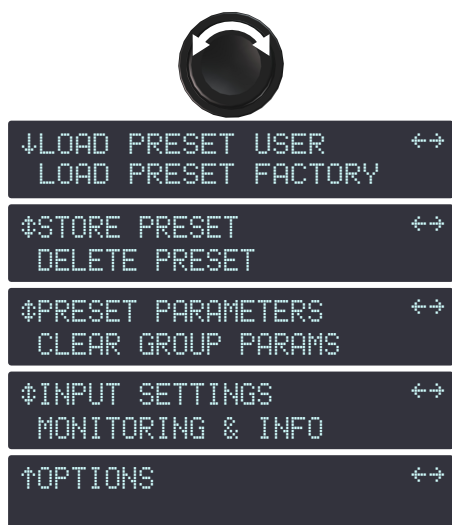 ↓LOAD PRESET USER ←→
LOAD PRESET FACTORY
↕STORE PRESET ←→
DELETE PRESET
↕PRESET PARAMETERS ←→
CLEAR GROUP PARAMS
↕INPUT SETTINGS ←→
MONITORING & INFO
↑OPTIONS ←→